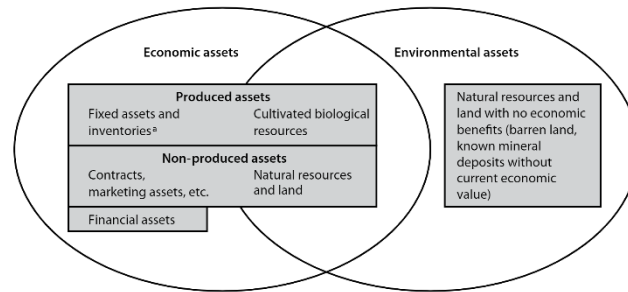 Economic assets
Environmental assets
Produced assets
Fixed assets and
inventoriesª
Cultivated biological
resources
Non-produced assets
Contracts,
marketing assets, etc.
Natural resources
and land
Financial assets
Natural resources and
land with no economic
benefits (barren land,
known mineral
deposits without
current economic
value)